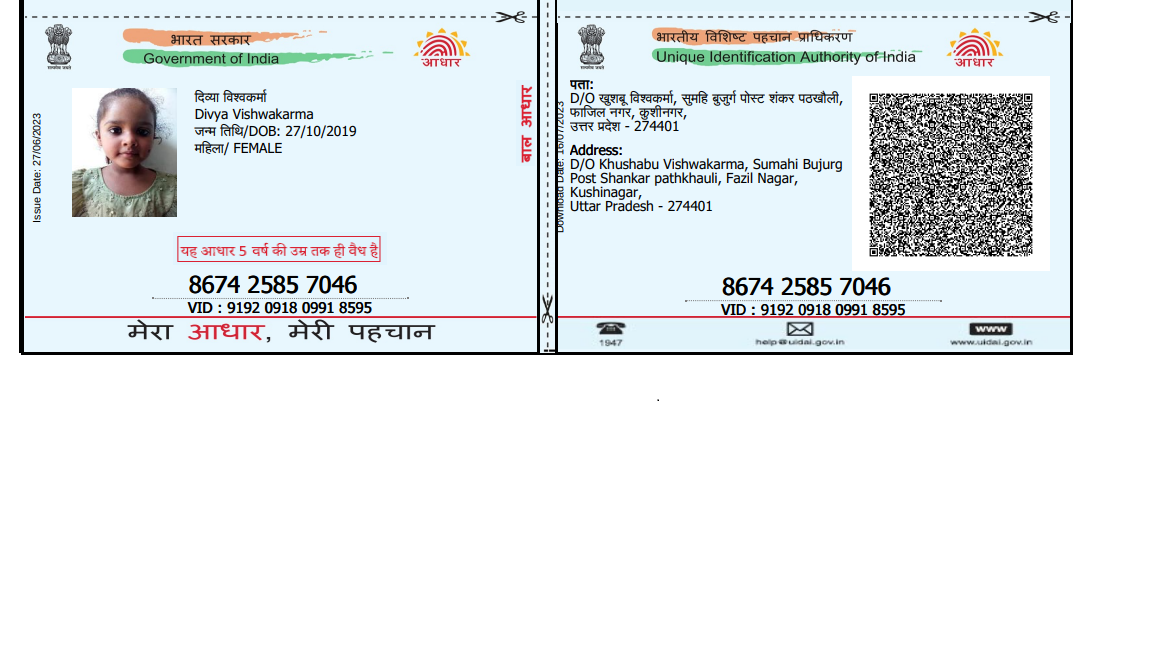 भारत सरकार
Government of India
आधार
Issue Date: 27/06/2023
दिव्या विश्वकर्मा
Divya Vishwakarma
जन्म तिथि/DOB: 27/10/2019
महिला/ FEMALE
बाल आधार
यह आधार 5 वर्ष की उम्र तक ही वैध है
8674 2585 7046
VID : 9192 0918 0991 8595
मेरा आधार, मेरी पहचान
भारतीय विशिष्ट पहचान प्राधिकरण
Unique Identification Authority of India
आधार
Download Date: 16/07/2023
पता:
D/O खुशबू विश्वकर्मा, सुमहि बुजुर्ग पोस्ट शंकर पठखौली,
फाजिल नगर, कुशीनगर,
उत्तर प्रदेश - 274401
Address:
D/O Khushabu Vishwakarma, Sumahi Bujurg
Post Shankar pathkhauli, Fazil Nagar,
Kushinagar,
Uttar Pradesh - 274401
8674 2585 7046
VID : 9192 0918 0991 8595
1947
help@uidai.gov.in
www
www.uidai.gov.in